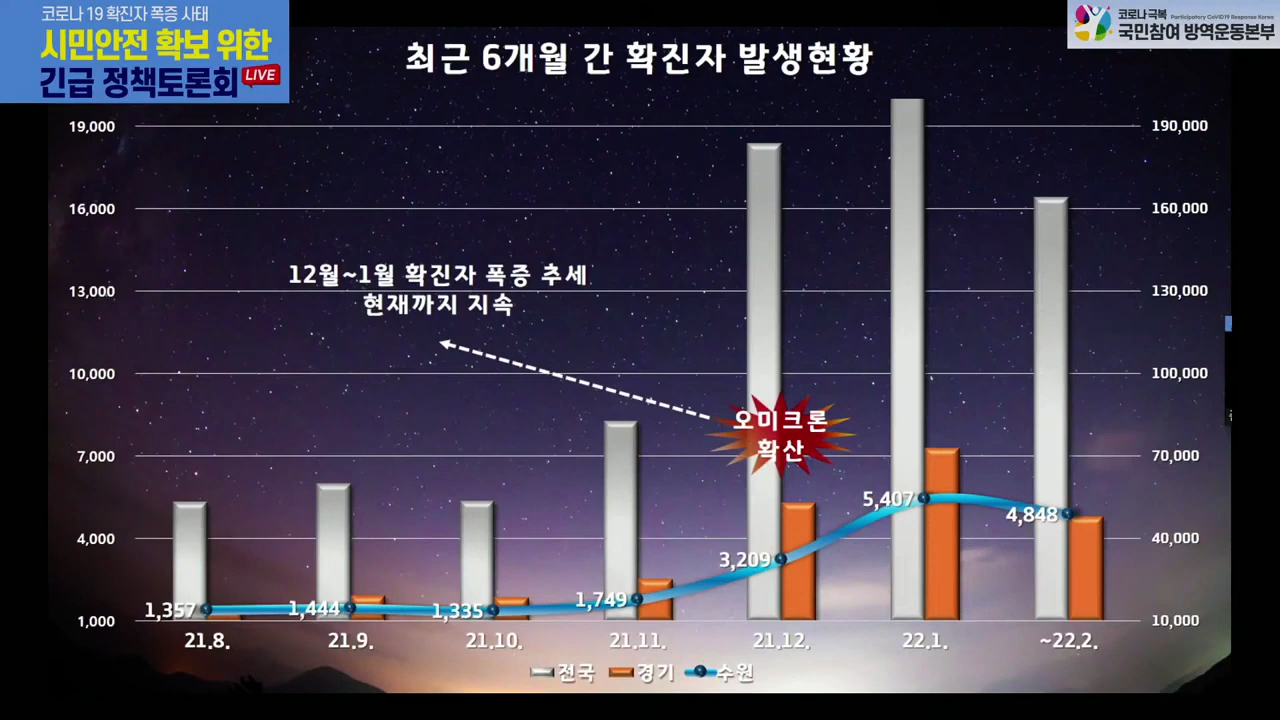 코로나 19 확진자 폭증 사태
시민안전 확보 위한
긴급 정책토론회 LIVE
코로나 극복 Participatory CoViD19 Response Korea
국민참여 방역운동본부
최근 6개월 간 확진자 발생현황
19,000
16,000
13,000
10,000
7,000
4,000
1,000
190,000
160,000
130,000
100,000
70,000
40,000
10,000
12월~1월 확진자 폭증 추세
현재까지 지속
오미크론
확산
1,357
1,444
1,335
1,749
3,209
5,407
4,848
21.8. 21.9. 21.10. 21.11. 21.12. 22.1. ~22.2.
전국 경기 수원